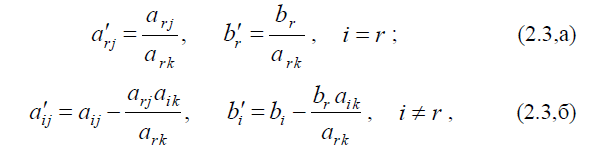 a′_{rj} = a_{rj} / a_{rk}, b′_r = b_r / a_{rk}, i = r ; (2.3,а)
a′_{ij} = a_{ij} − a_{rj}a_{ik} / a_{rk}, b′_i = b_i − b_r a_{ik} / a_{rk}, i ≠ r , (2.3,б)